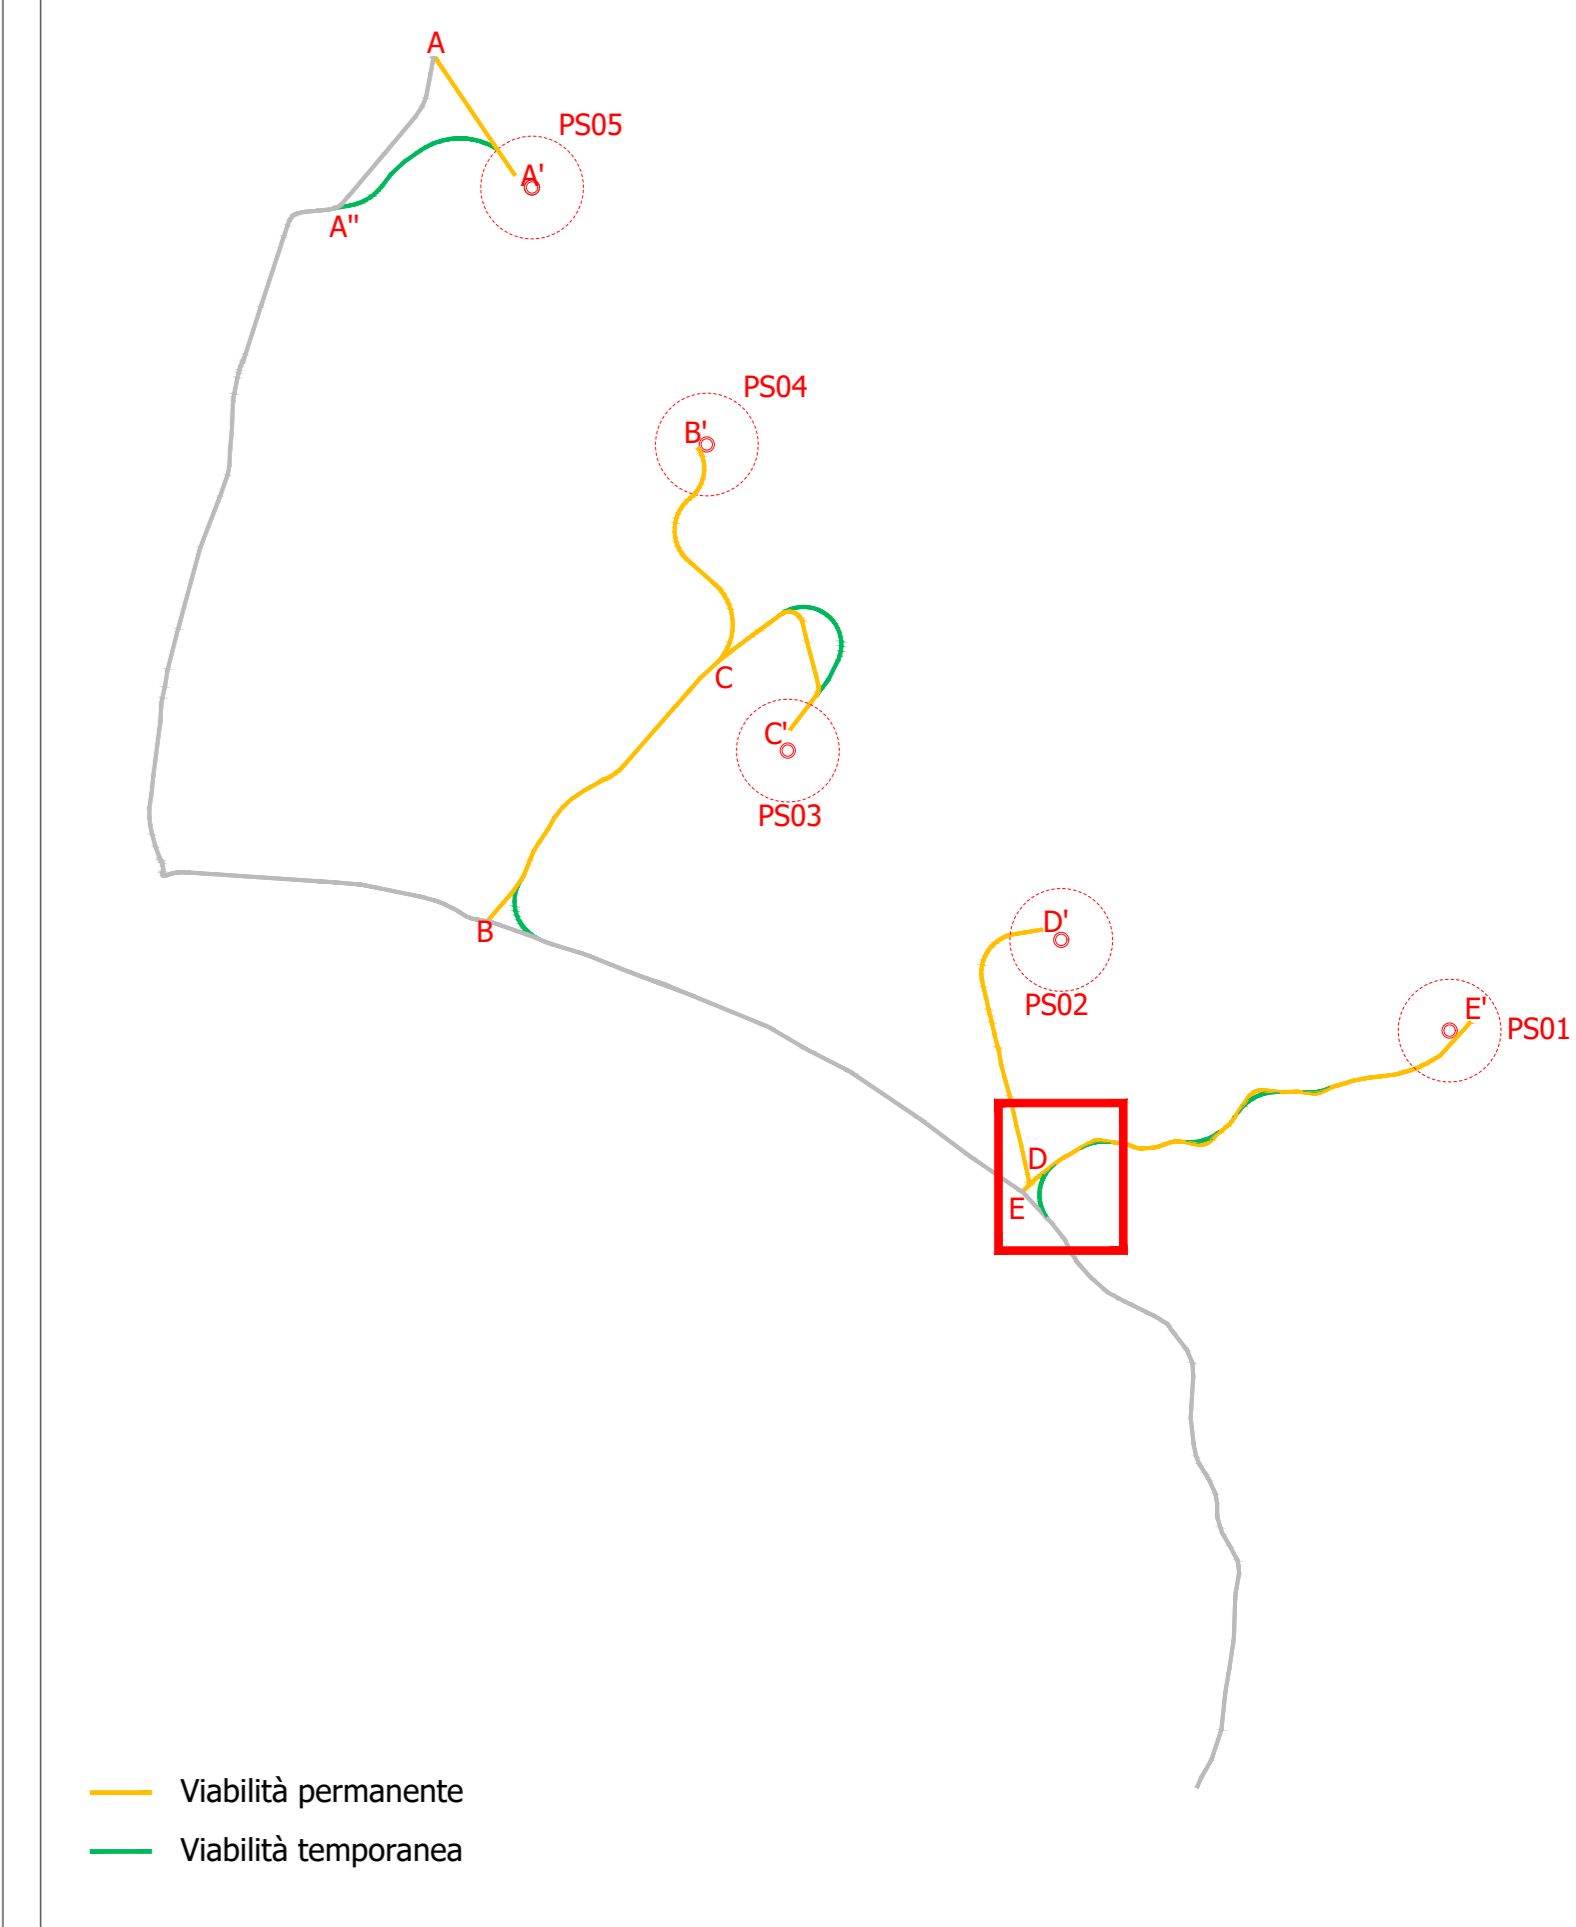 A
PS05
A'
A"
PS04
B'
C
C'
PS03
B
D'
PS02
E'
PS01
D
E
Viabilità permanente
Viabilità temporanea